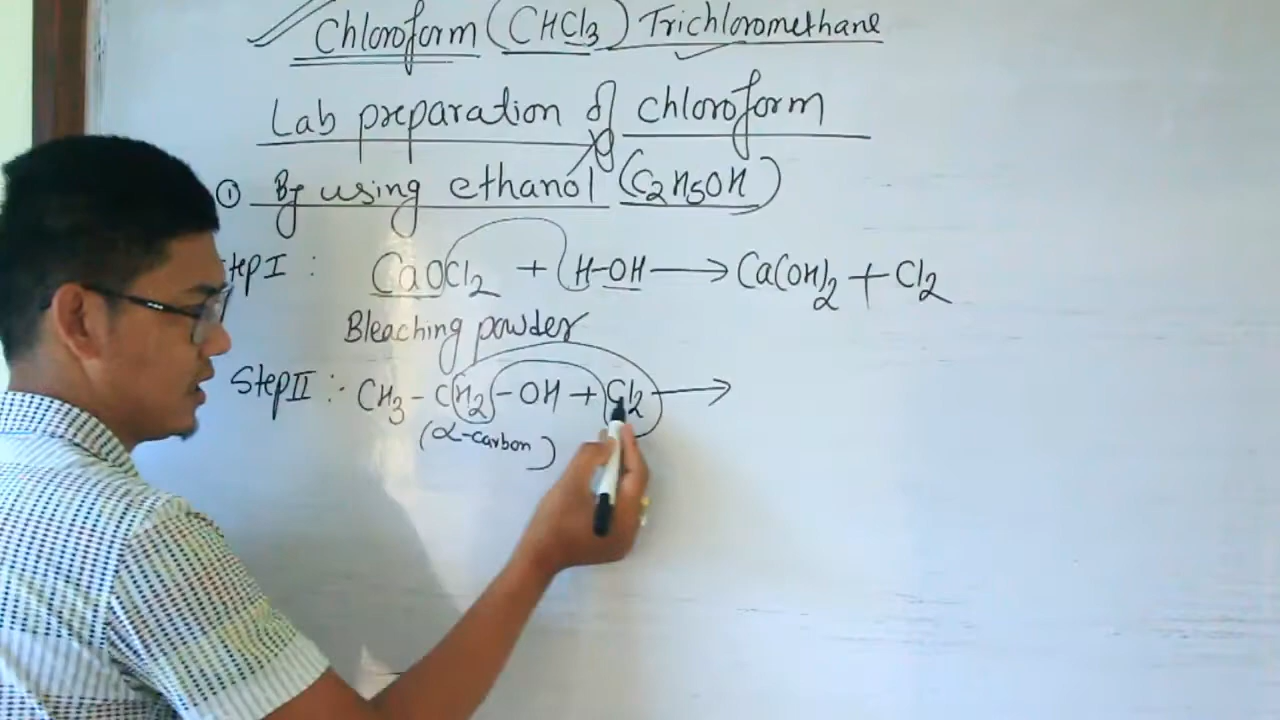 Chloroform (CHCl3) Trichloromethane
Lab preparation of chloroform
① By using ethanol (C2H5OH)
Step I : CaOCl2 + H-OH ⟶ Ca(OH)2 + Cl2
Bleaching powder
Step II :- CH3 - CH2 - OH + Cl2 ⟶
(α-carbon)